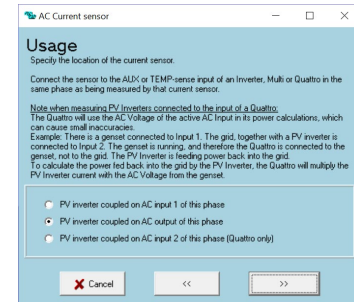 AC Current sensor
Usage
Specify the location of the current sensor.
Connect the sensor to the AUX or TEMP-sense input of an Inverter, Multi or Quattro in the
same phase as being measured by that current sensor.
Note when measuring PV Inverters connected to the input of a Quattro:
The Quattro will use the AC Voltage of the active AC Input in its power calculations, which
can cause small inaccuracies.
Example: There is a genset connected to Input 1. The grid, together with a PV inverter is
connected to Input 2. The genset is running, and therefore the Quattro is connected to the
genset, not to the grid. The PV Inverter is feeding power back into the grid.
To calculate the power fed back into the grid by the PV Inverter, the Quattro will multiply the
PV Inverter current with the AC Voltage from the genset.
PV inverter coupled on AC input 1 of this phase
PV inverter coupled on AC output of this phase
PV inverter coupled on AC input 2 of this phase (Quattro only)
Cancel
<<
>>